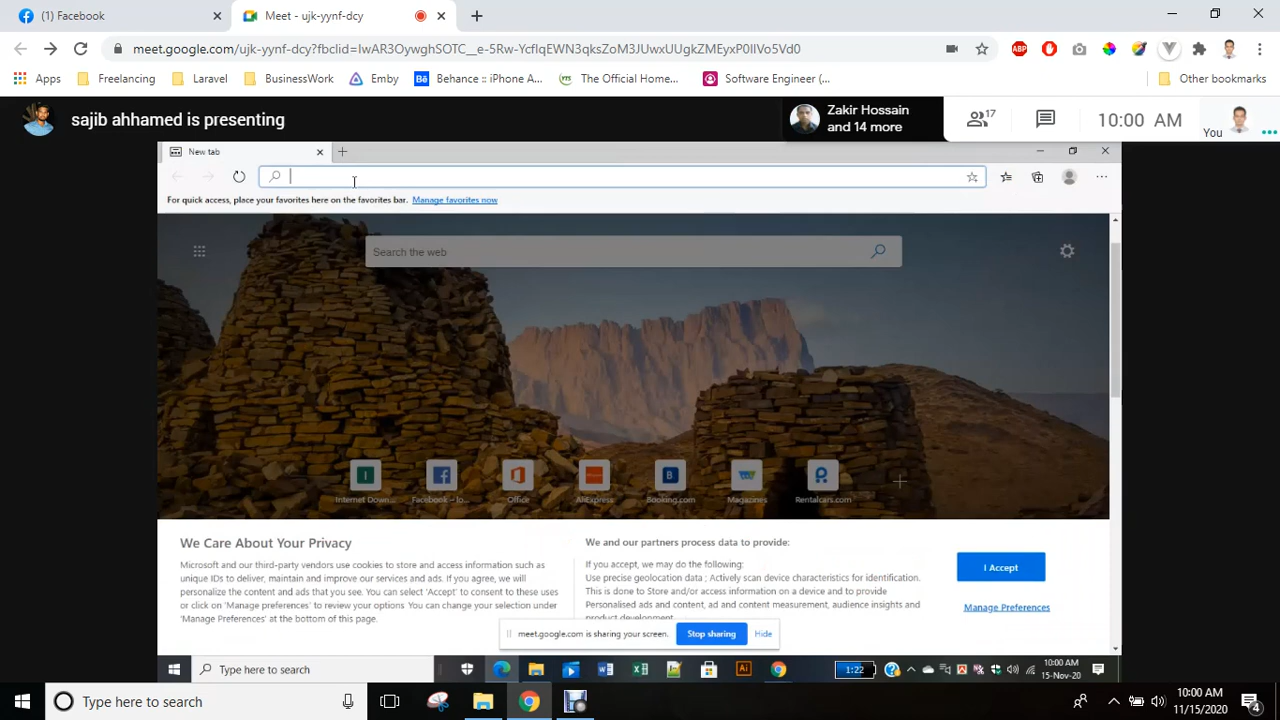 (1) Facebook
Meet - ujk-yynf-dcy
meet.google.com/ujk-yynf-dcy?fbclid=IwAR3OywghSOTC__e-5Rw-YcfIqEWN3qksZoM3JUwxUUgkZMEyxP0lIVo5Vd0
ABP
Apps
Freelancing
Laravel
BusinessWork
Emby
Behance :: iPhone A...
The Official Home...
Software Engineer (...
Other bookmarks
sajib ahhamed is presenting
Zakir Hossain
and 14 more
17
10:00 AM
You
New tab
For quick access, place your favorites here on the favorites bar. Manage favorites now
Search the web
Internet Down...
Facebook – lo...
Office
AliExpress
Booking.com
Magazines
Rentalcars.com
We Care About Your Privacy
Microsoft and our third-party vendors use cookies to store and access information such as
unique IDs to deliver, maintain and improve our services and ads. If you agree, we will
personalize the content and ads that you see. You can select 'Accept' to consent to these uses
or click on 'Manage preferences' to review your options You can change your selection under
'Manage Preferences' at the bottom of this page.
We and our partners process data to provide:
If you accept, we may do the following:
Use precise geolocation data ; Actively scan device characteristics for identification.
This is done to Store and/or access information on a device and to provide
Personalised ads and content, ad and content measurement, audience insights and
product development.
I Accept
Manage Preferences
meet.google.com is sharing your screen.
Stop sharing
Hide
Type here to search
1:22
10:00 AM
15-Nov-20
Type here to search
10:00 AM
11/15/2020
4